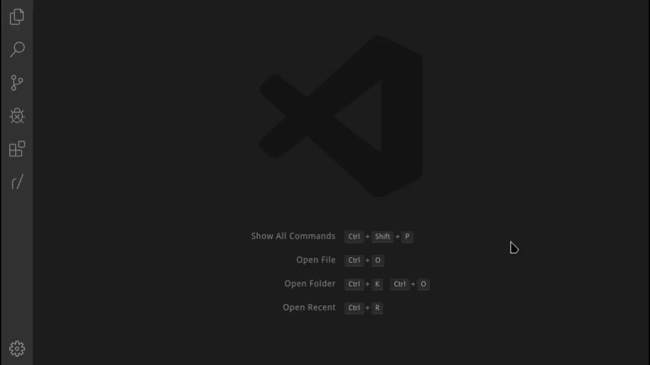 r/
Show All Commands Ctrl + Shift + P
Open File Ctrl + O
Open Folder Ctrl + K Ctrl + O
Open Recent Ctrl + R